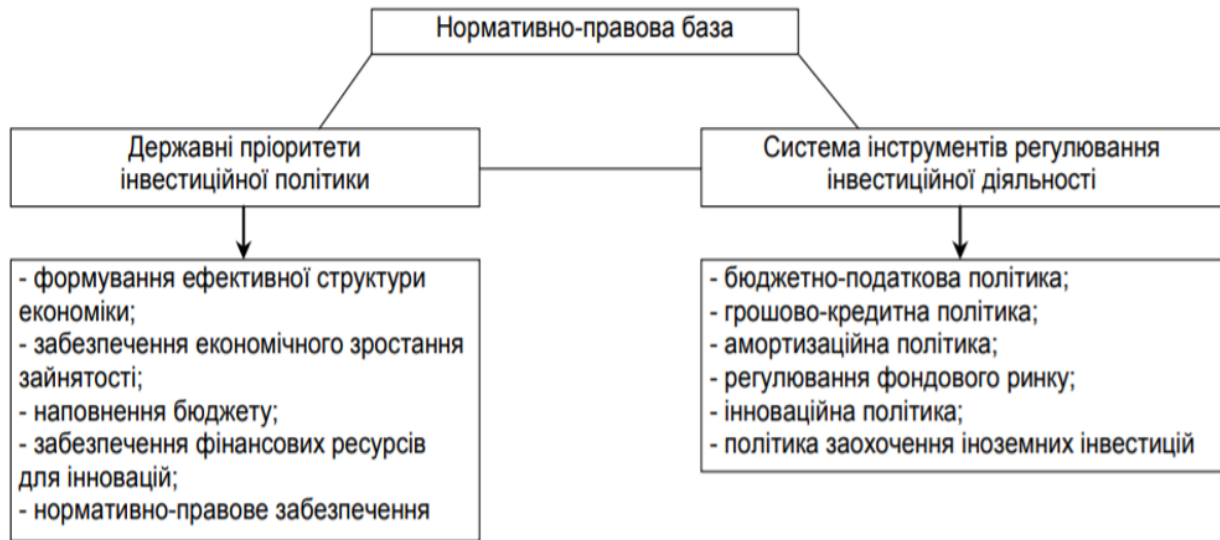 Нормативно-правова база
Державні пріоритети
інвестиційної політики
Система інструментів регулювання
інвестиційної діяльності
- формування ефективної структури
економіки;
- забезпечення економічного зростання
зайнятості;
- наповнення бюджету;
- забезпечення фінансових ресурсів
для інновацій;
- нормативно-правове забезпечення
- бюджетно-податкова політика;
- грошово-кредитна політика;
- амортизаційна політика;
- регулювання фондового ринку;
- інноваційна політика;
- політика заохочення іноземних інвестицій